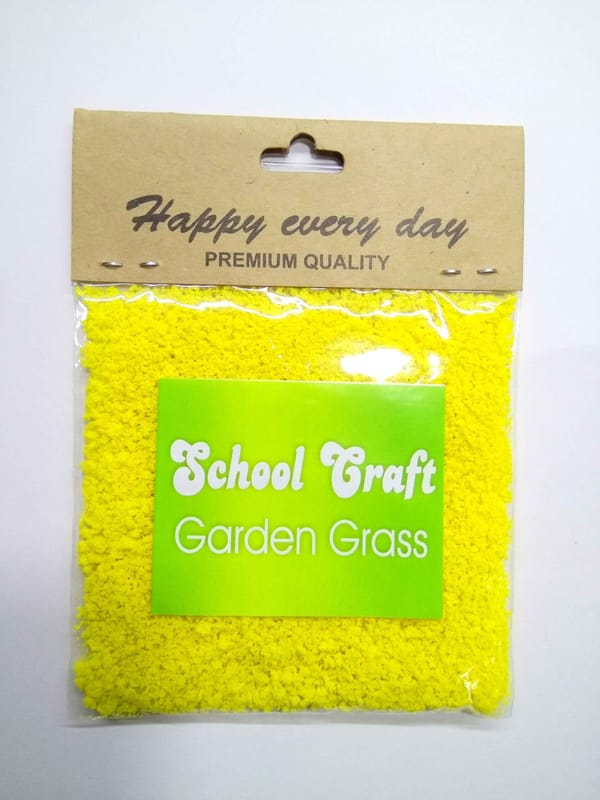 Happy every day
PREMIUM QUALITY
School Craft
Garden Grass